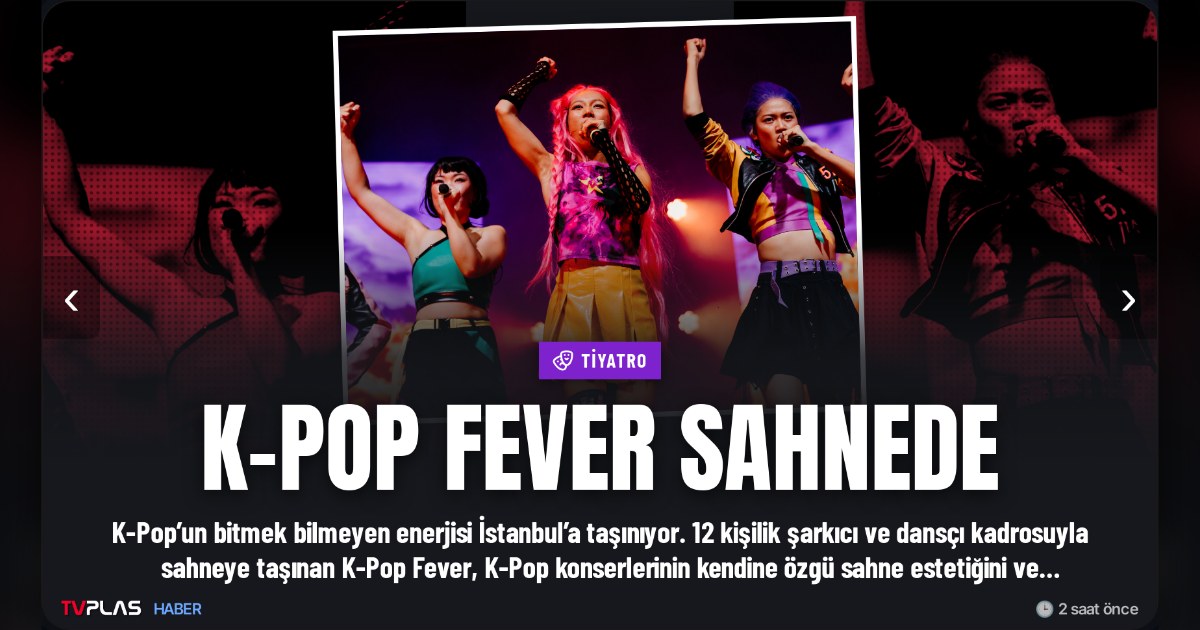 TİYATRO
K-POP FEVER SAHNEDE
K-Pop’un bitmek bilmeyen enerjisi İstanbul’a taşınıyor. 12 kişilik şarkıcı ve dansçı kadrosuyla
sahneye taşınan K-Pop Fever, K-Pop konserlerinin kendine özgü sahne estetiğini ve...
TVPLAS HABER
2 saat önce